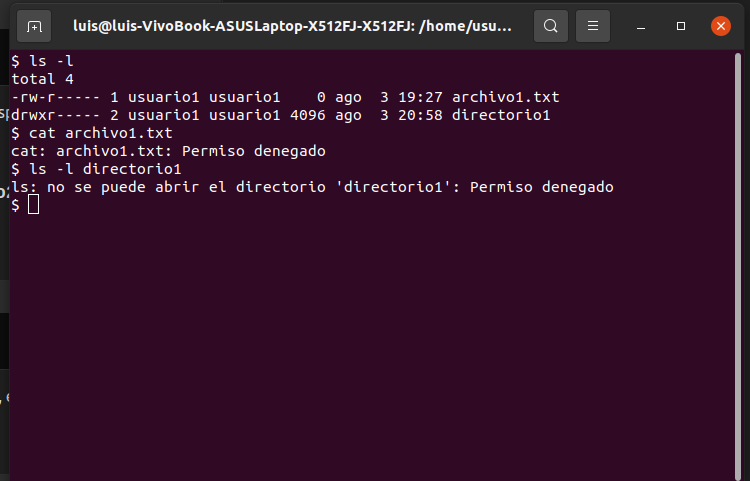 luis@luis-VivoBook-ASUSLaptop-X512FJ-X512FJ: /home/usu...
$ ls -l
total 4
-rw-r----- 1 usuario1 usuario1    0 ago  3 19:27 archivo1.txt
drwxr----- 2 usuario1 usuario1 4096 ago  3 20:58 directorio1
$ cat archivo1.txt
cat: archivo1.txt: Permiso denegado
$ ls -l directorio1
ls: no se puede abrir el directorio 'directorio1': Permiso denegado
$